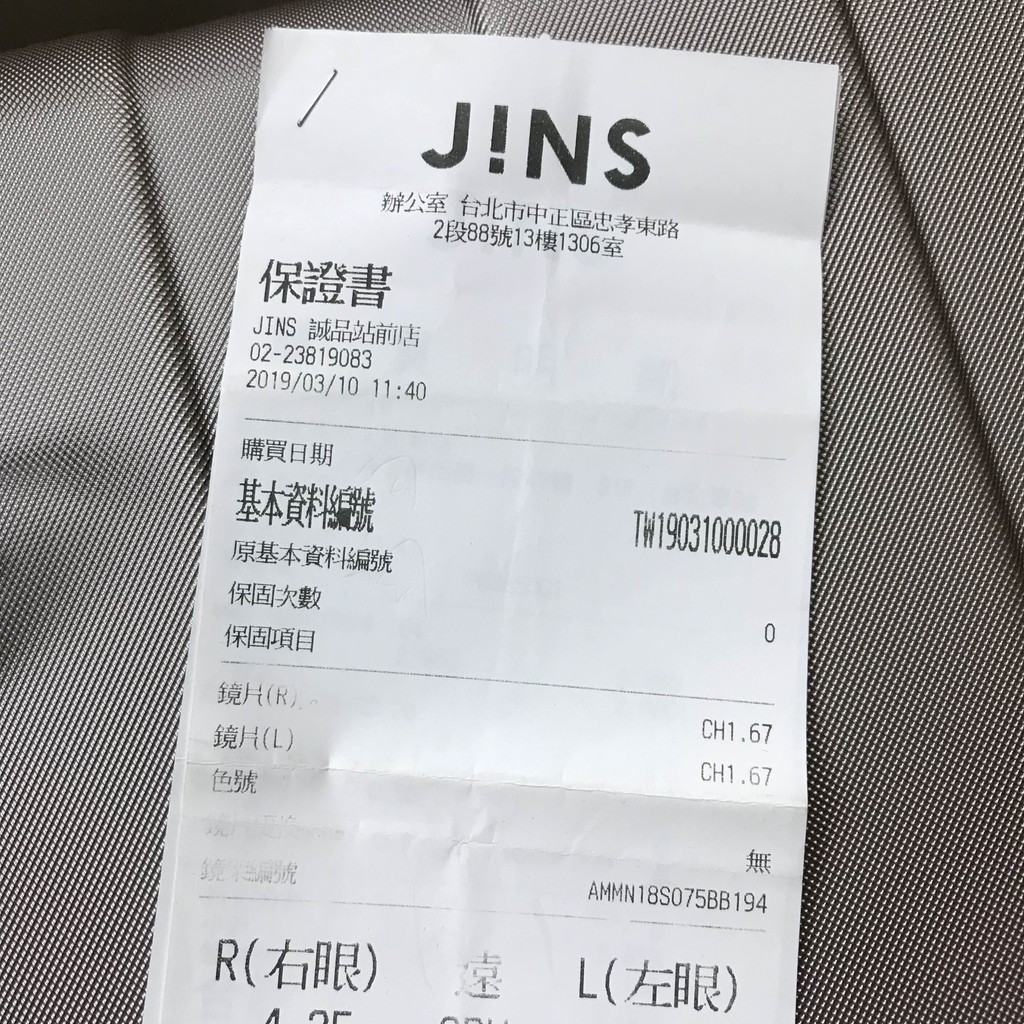 J!NS
辦公室 台北市中正區忠孝東路
2段88號13樓1306室
保證書
JINS 誠品站前店
02-23819083
2019/03/10 11:40
購買日期
基本資料編號 TW19031000028
原基本資料編號
保固次數 0
保固項目
鏡片(R) CH1.67
鏡片(L) CH1.67
色號
無
鏡架編號 AMMN18S075BB194
R(右眼) 遠 L(左眼)